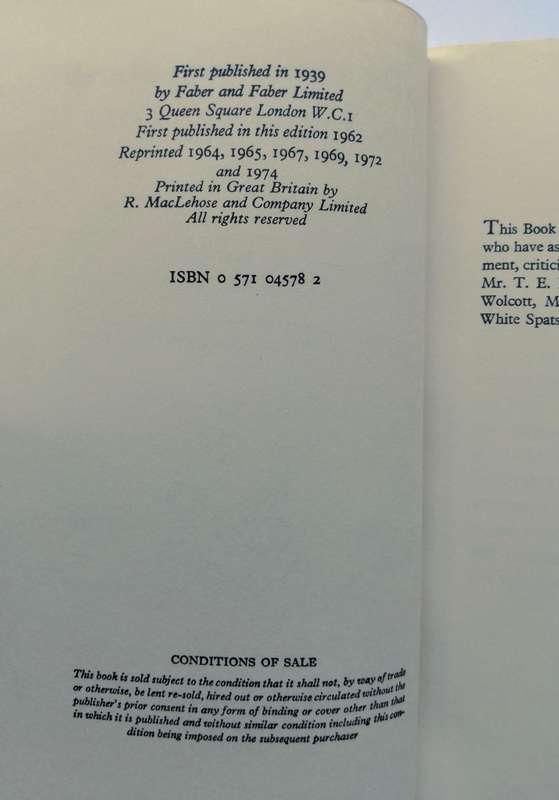 First published in 1939
by Faber and Faber Limited
3 Queen Square London W.C.1
First published in this edition 1962
Reprinted 1964, 1965, 1967, 1969, 1972
and 1974
Printed in Great Britain by
R. MacLehose and Company Limited
All rights reserved
ISBN 0 571 04578 2
CONDITIONS OF SALE
This book is sold subject to the condition that it shall not, by way of trade
or otherwise, be lent re-sold, hired out or otherwise circulated without the
publisher's prior consent in any form of binding or cover other than that
in which it is published and without similar condition including this con-
dition being imposed on the subsequent purchaser
This Book
who have as
ment, critici
Mr. T. E.
Wolcott, M
White Spats